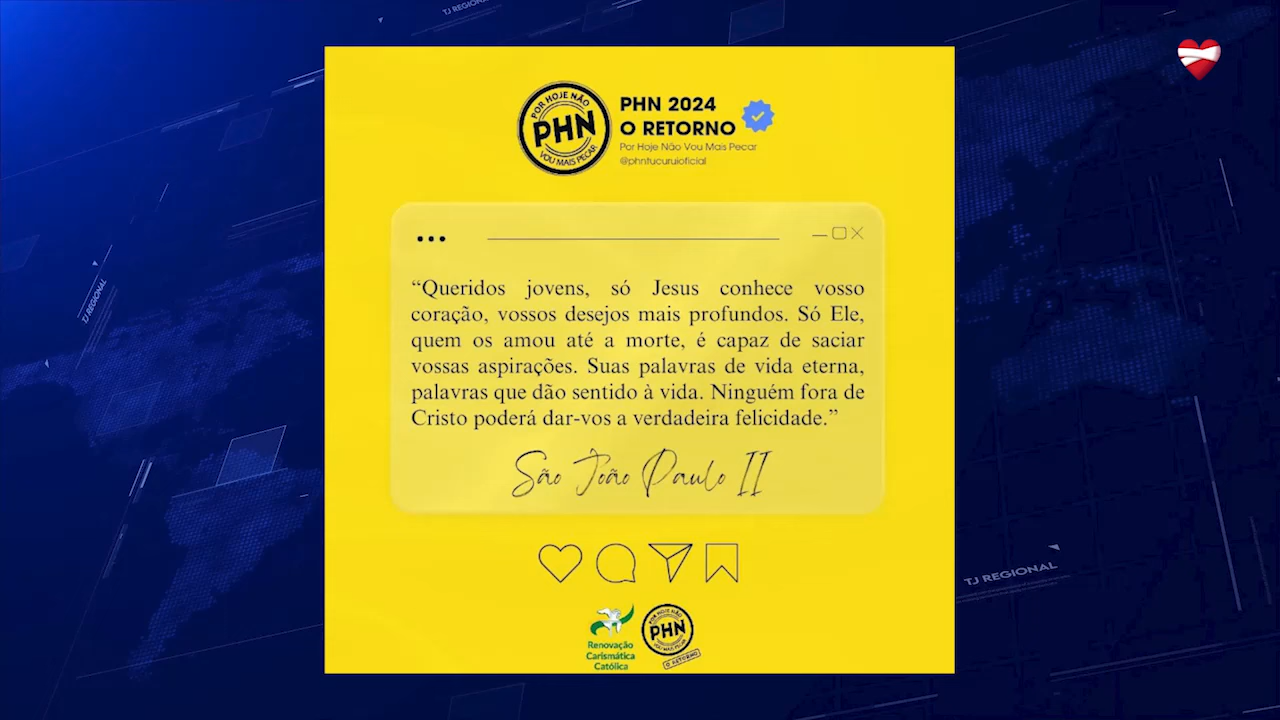 TJ REGIONAL
POR HOJE NÃO
PHN
VOU MAIS PECAR
PHN 2024
O RETORNO
Por Hoje Não Vou Mais Pecar
@phntucuruioficial
“Queridos jovens, só Jesus conhece vosso
coração, vossos desejos mais profundos. Só Ele,
quem os amou até a morte, é capaz de saciar
vossas aspirações. Suas palavras de vida eterna,
palavras que dão sentido à vida. Ninguém fora de
Cristo poderá dar-vos a verdadeira felicidade.”
São João Paulo II
TJ REGIONAL
TJ REGIONAL
Renovação
Carismática
Católica
POR HOJE NÃO
PHN
VOU MAIS PECAR
O RETORNO